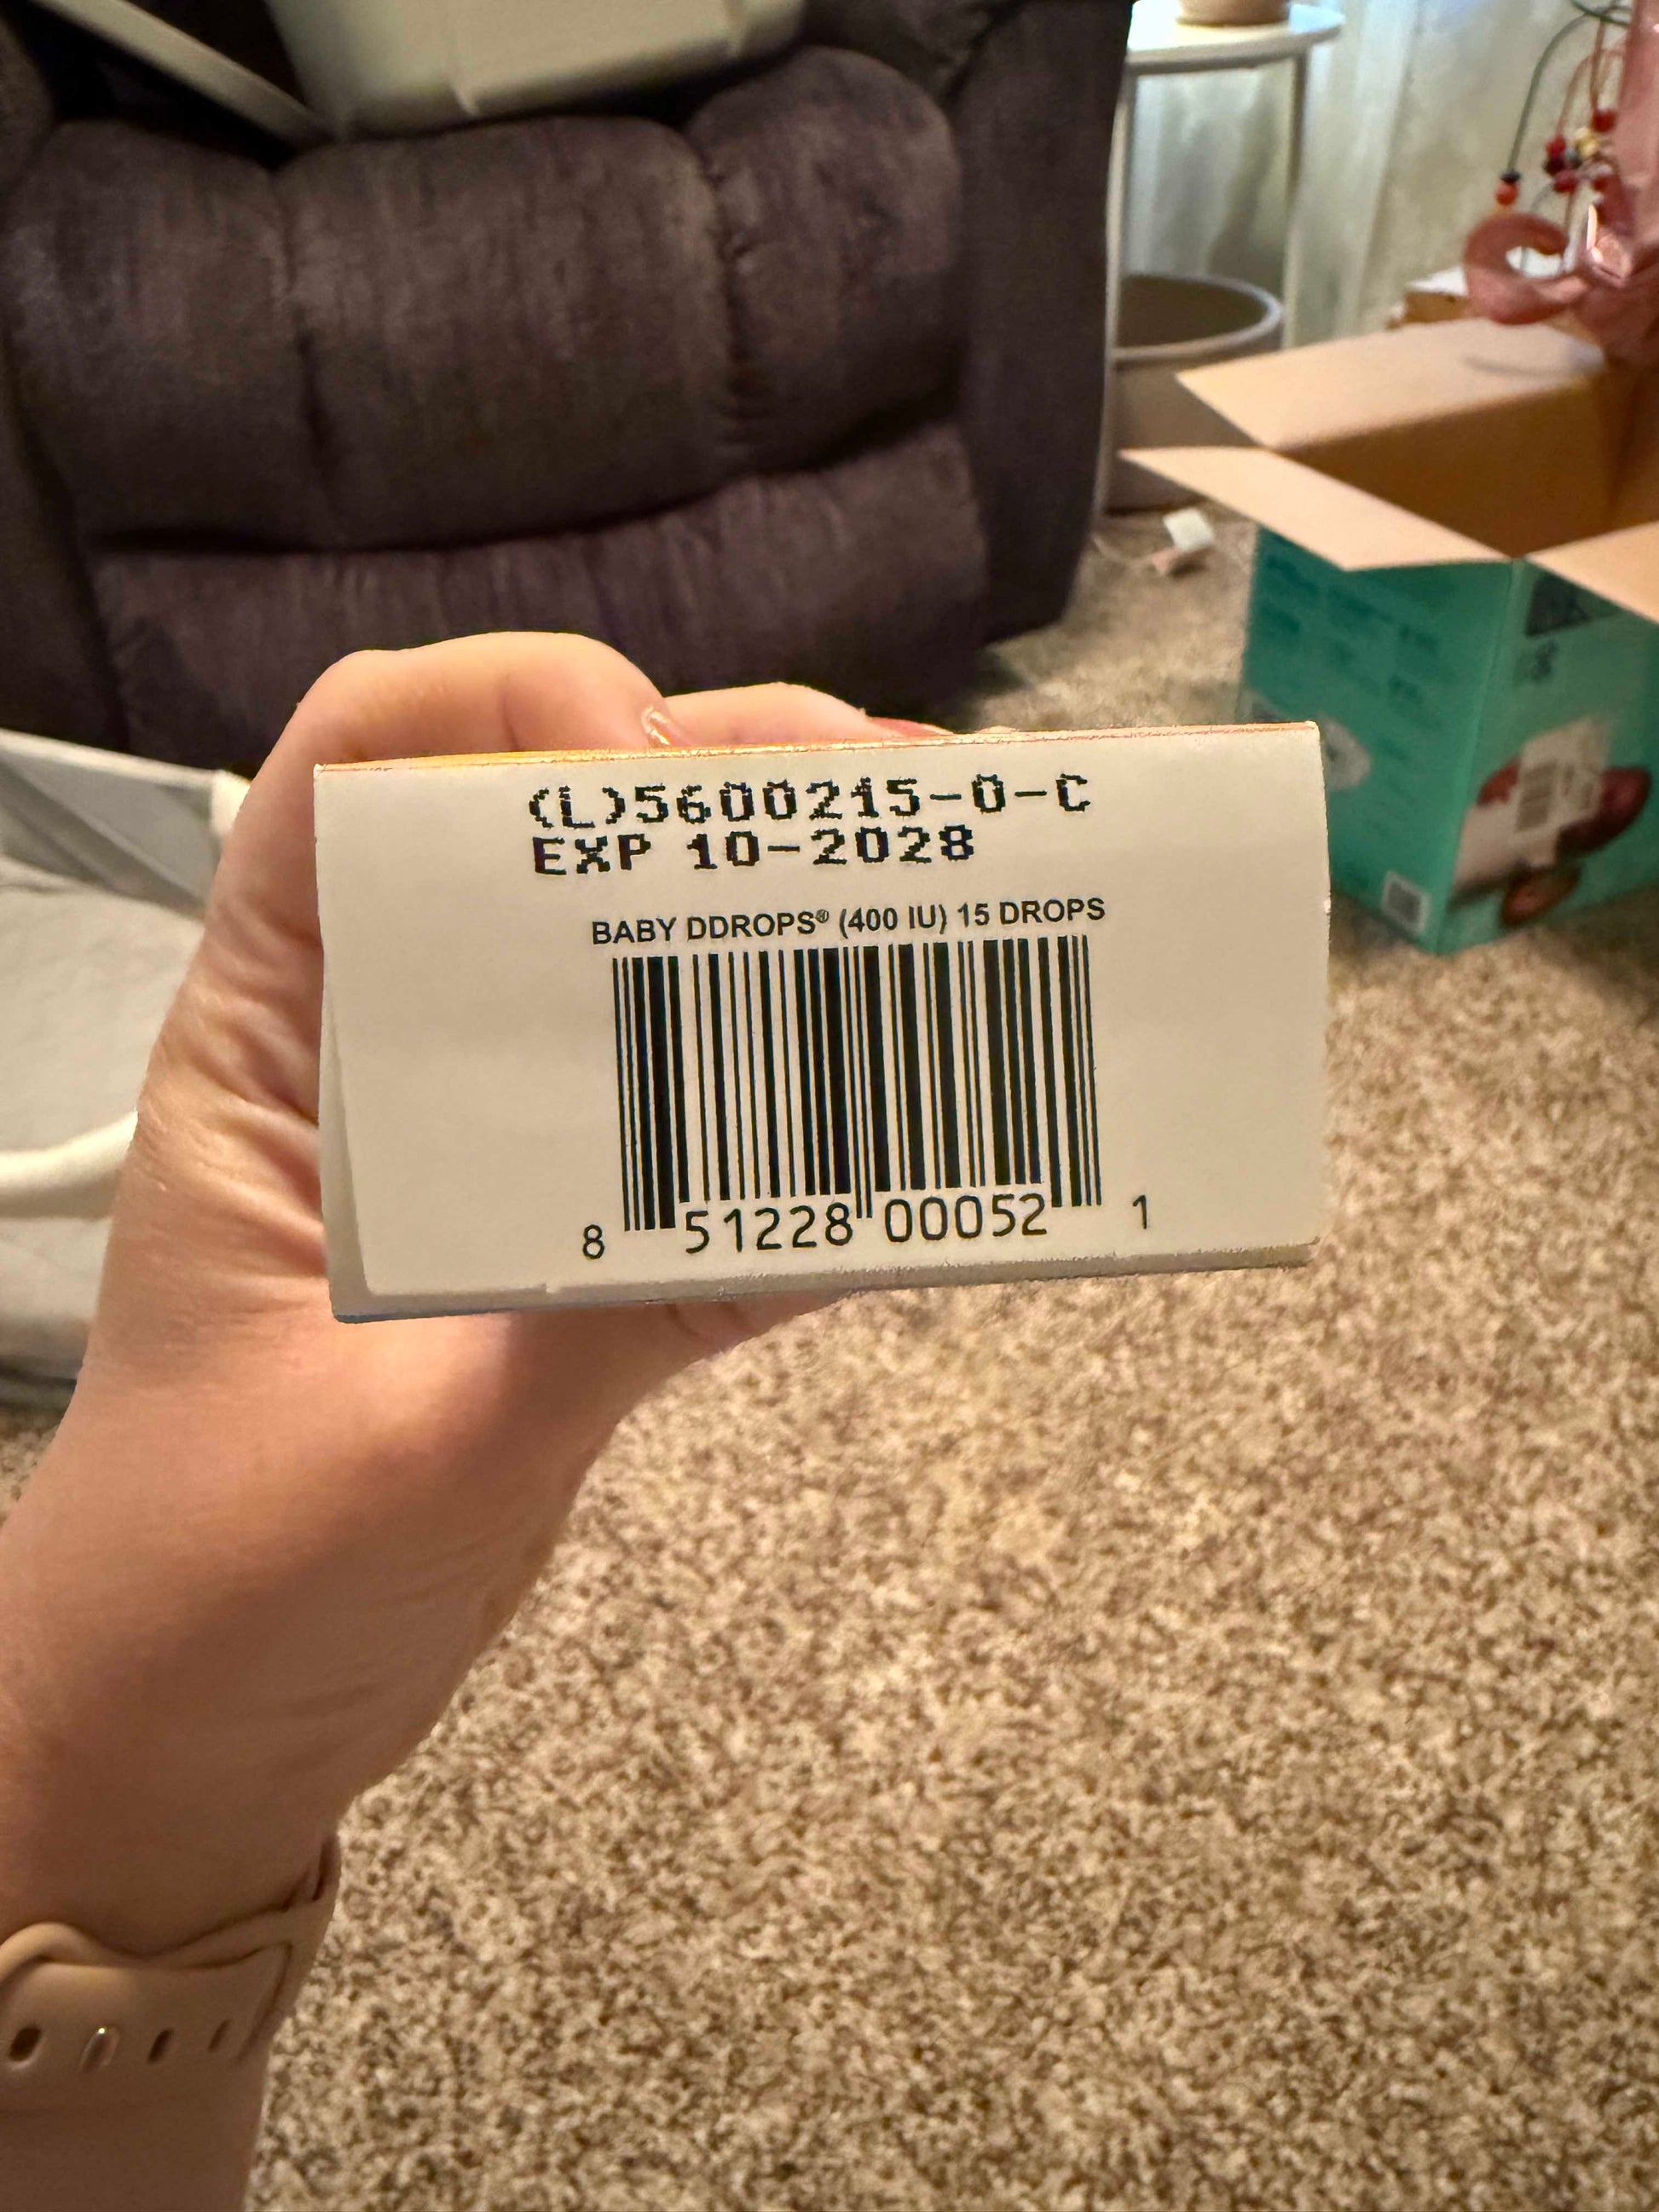 (L)5600215-0-C
EXP 10-2028
BABY DDROPS® (400 IU) 15 DROPS
8 51228 00052 1